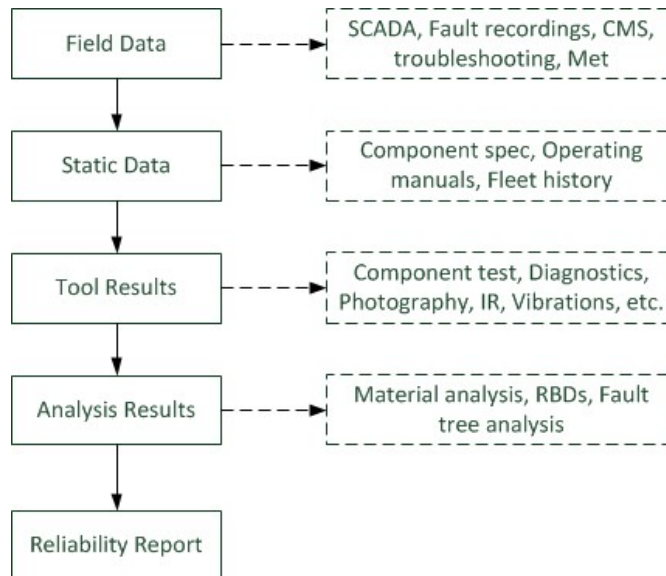 Field Data
SCADA, Fault recordings, CMS,
troubleshooting, Met
Static Data
Component spec, Operating
manuals, Fleet history
Tool Results
Component test, Diagnostics,
Photography, IR, Vibrations, etc.
Analysis Results
Material analysis, RBDs, Fault
tree analysis
Reliability Report